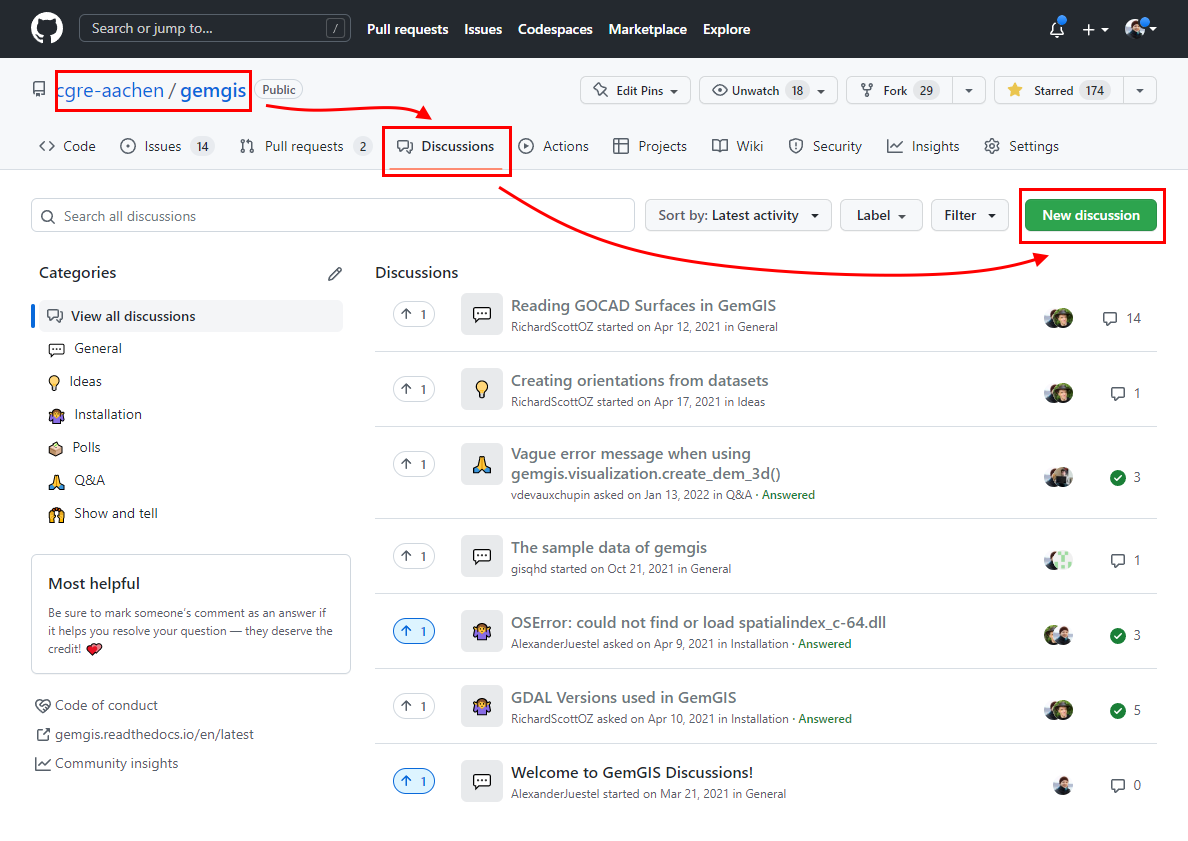 Search or jump to... / Pull requests Issues Codespaces Marketplace Explore
cgre-aachen / gemgis Public Edit Pins Unwatch 18 Fork 29 Starred 174
Code Issues 14 Pull requests 2 Discussions Actions Projects Wiki Security Insights Settings
Search all discussions Sort by: Latest activity Label Filter New discussion
Categories
View all discussions
General
Ideas
Installation
Polls
Q&A
Show and tell
Most helpful
Be sure to mark someone's comment as an answer if
it helps you resolve your question — they deserve the
credit!
Code of conduct
gemgis.readthedocs.io/en/latest
Community insights
Discussions
1 Reading GOCAD Surfaces in GemGIS 14
RichardScottOZ started on Apr 12, 2021 in General
1 Creating orientations from datasets 1
RichardScottOZ started on Apr 17, 2021 in Ideas
1 Vague error message when using
gemgis.visualization.create_dem_3d() 3
vdevauxchupin asked on Jan 13, 2022 in Q&A · Answered
1 The sample data of gemgis 1
gisqhd started on Oct 21, 2021 in General
1 OSError: could not find or load spatialindex_c-64.dll 3
AlexanderJuestel asked on Apr 9, 2021 in Installation · Answered
1 GDAL Versions used in GemGIS 5
RichardScottOZ asked on Apr 10, 2021 in Installation · Answered
1 Welcome to GemGIS Discussions! 0
AlexanderJuestel started on Mar 21, 2021 in General